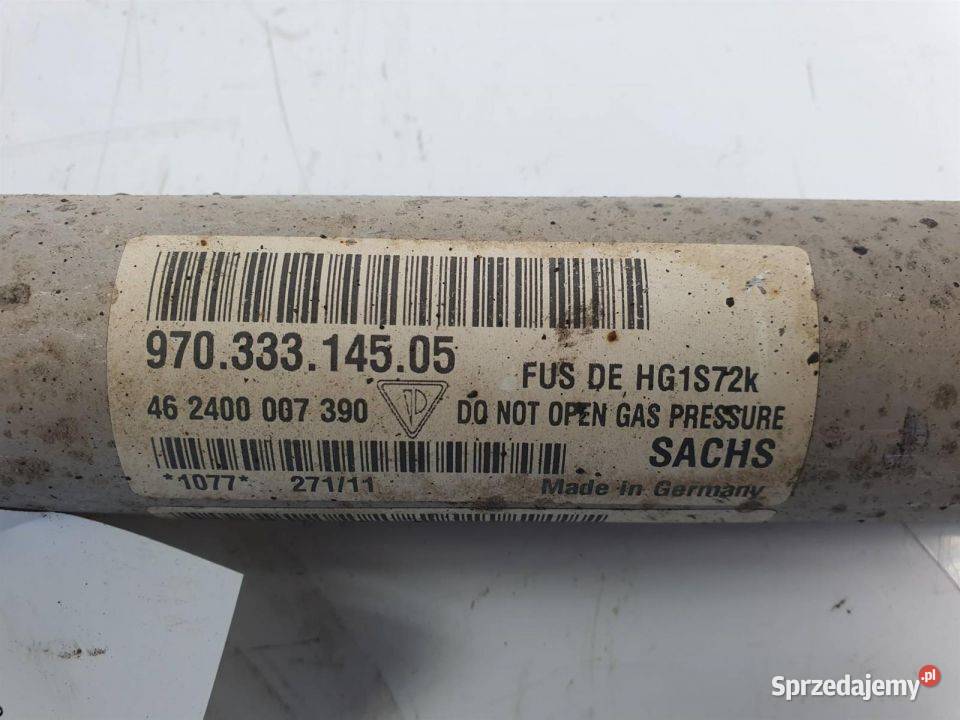 970.333.145.05
FUS DE HG1S72k
46 2400 007 390
DO NOT OPEN GAS PRESSURE
SACHS
*1077* 271/11
Made in Germany
Sprzedajemy.pl